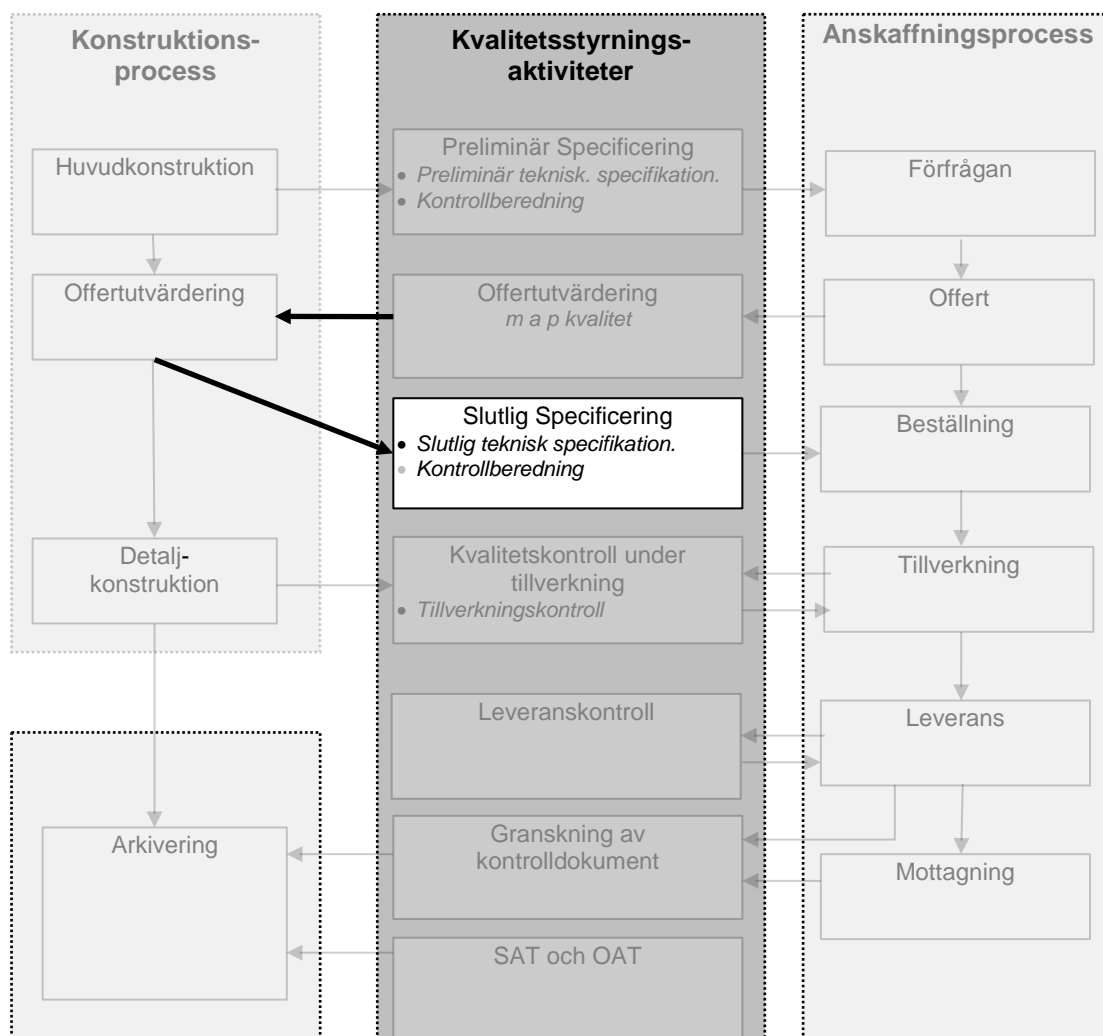 Konstruktions-
process
Huvudkonstruktion
Offertutvärdering
Detalj-
konstruktion
Arkivering
Kvalitetsstyrnings-
aktiviteter
Preliminär Specificering
• Preliminär teknisk. specifikation.
• Kontrollberedning
Offertutvärdering
m a p kvalitet
Slutlig Specificering
• Slutlig teknisk specifikation.
• Kontrollberedning
Kvalitetskontroll under
tillverkning
• Tillverkningskontroll
Leveranskontroll
Granskning av
kontrolldokument
SAT och OAT
Anskaffningsprocess
Förfrågan
Offert
Beställning
Tillverkning
Leverans
Mottagning